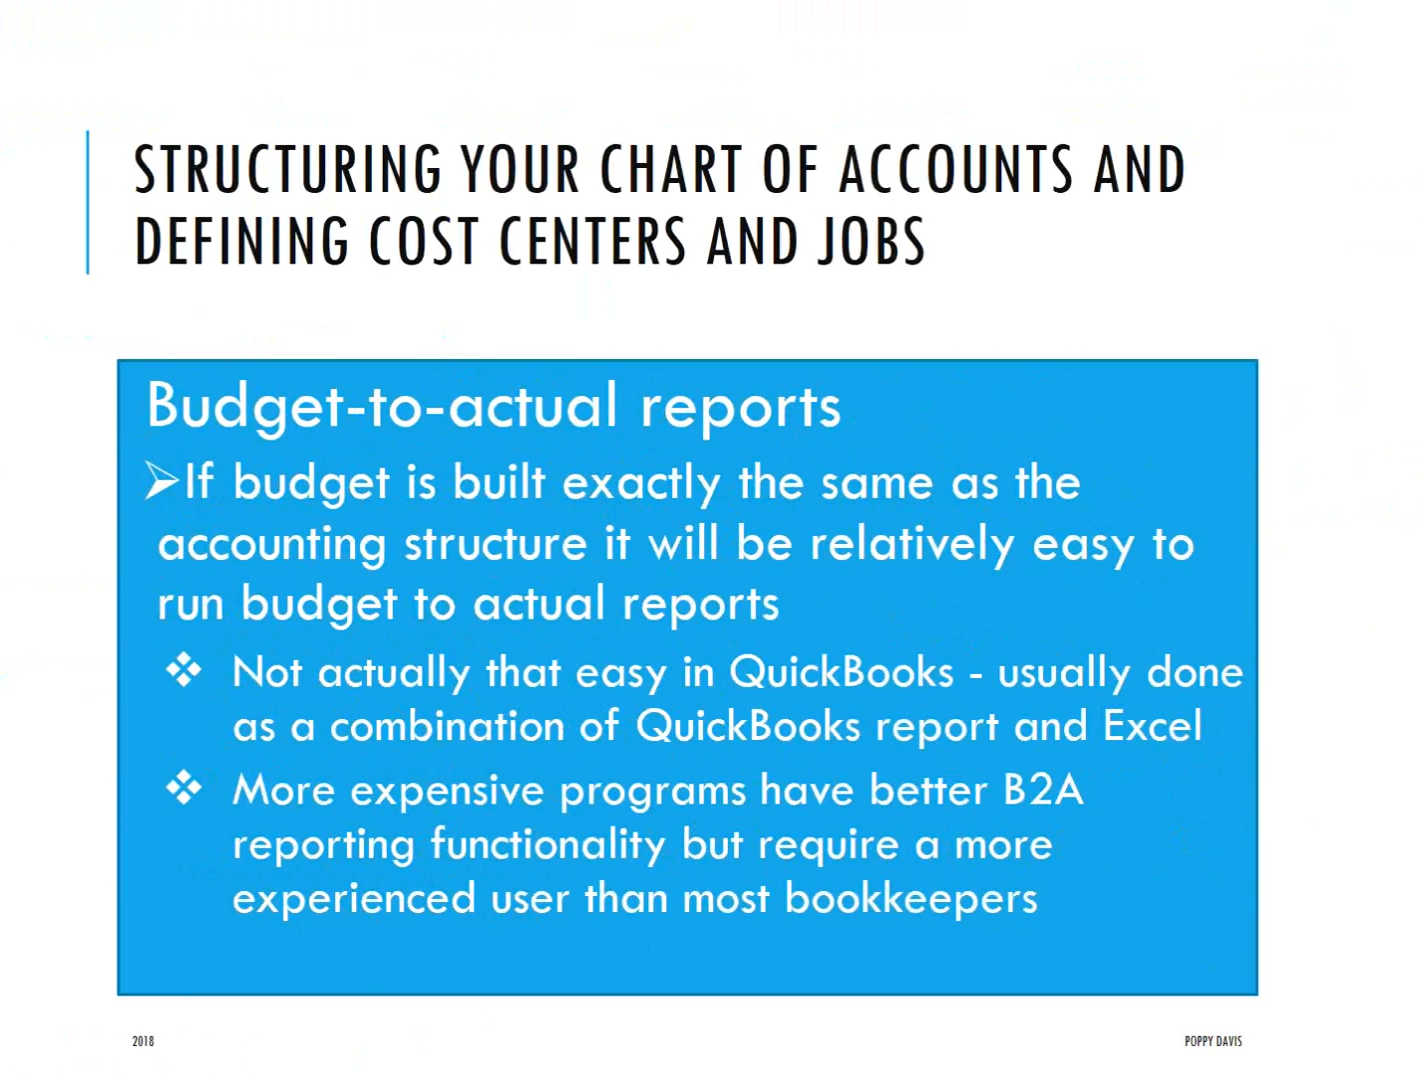 STRUCTURING YOUR CHART OF ACCOUNTS AND
DEFINING COST CENTERS AND JOBS
Budget-to-actual reports
➢If budget is built exactly the same as the
accounting structure it will be relatively easy to
run budget to actual reports
❖ Not actually that easy in QuickBooks - usually done
as a combination of QuickBooks report and Excel
❖ More expensive programs have better B2A
reporting functionality but require a more
experienced user than most bookkeepers
2018
POPPY DAVIS